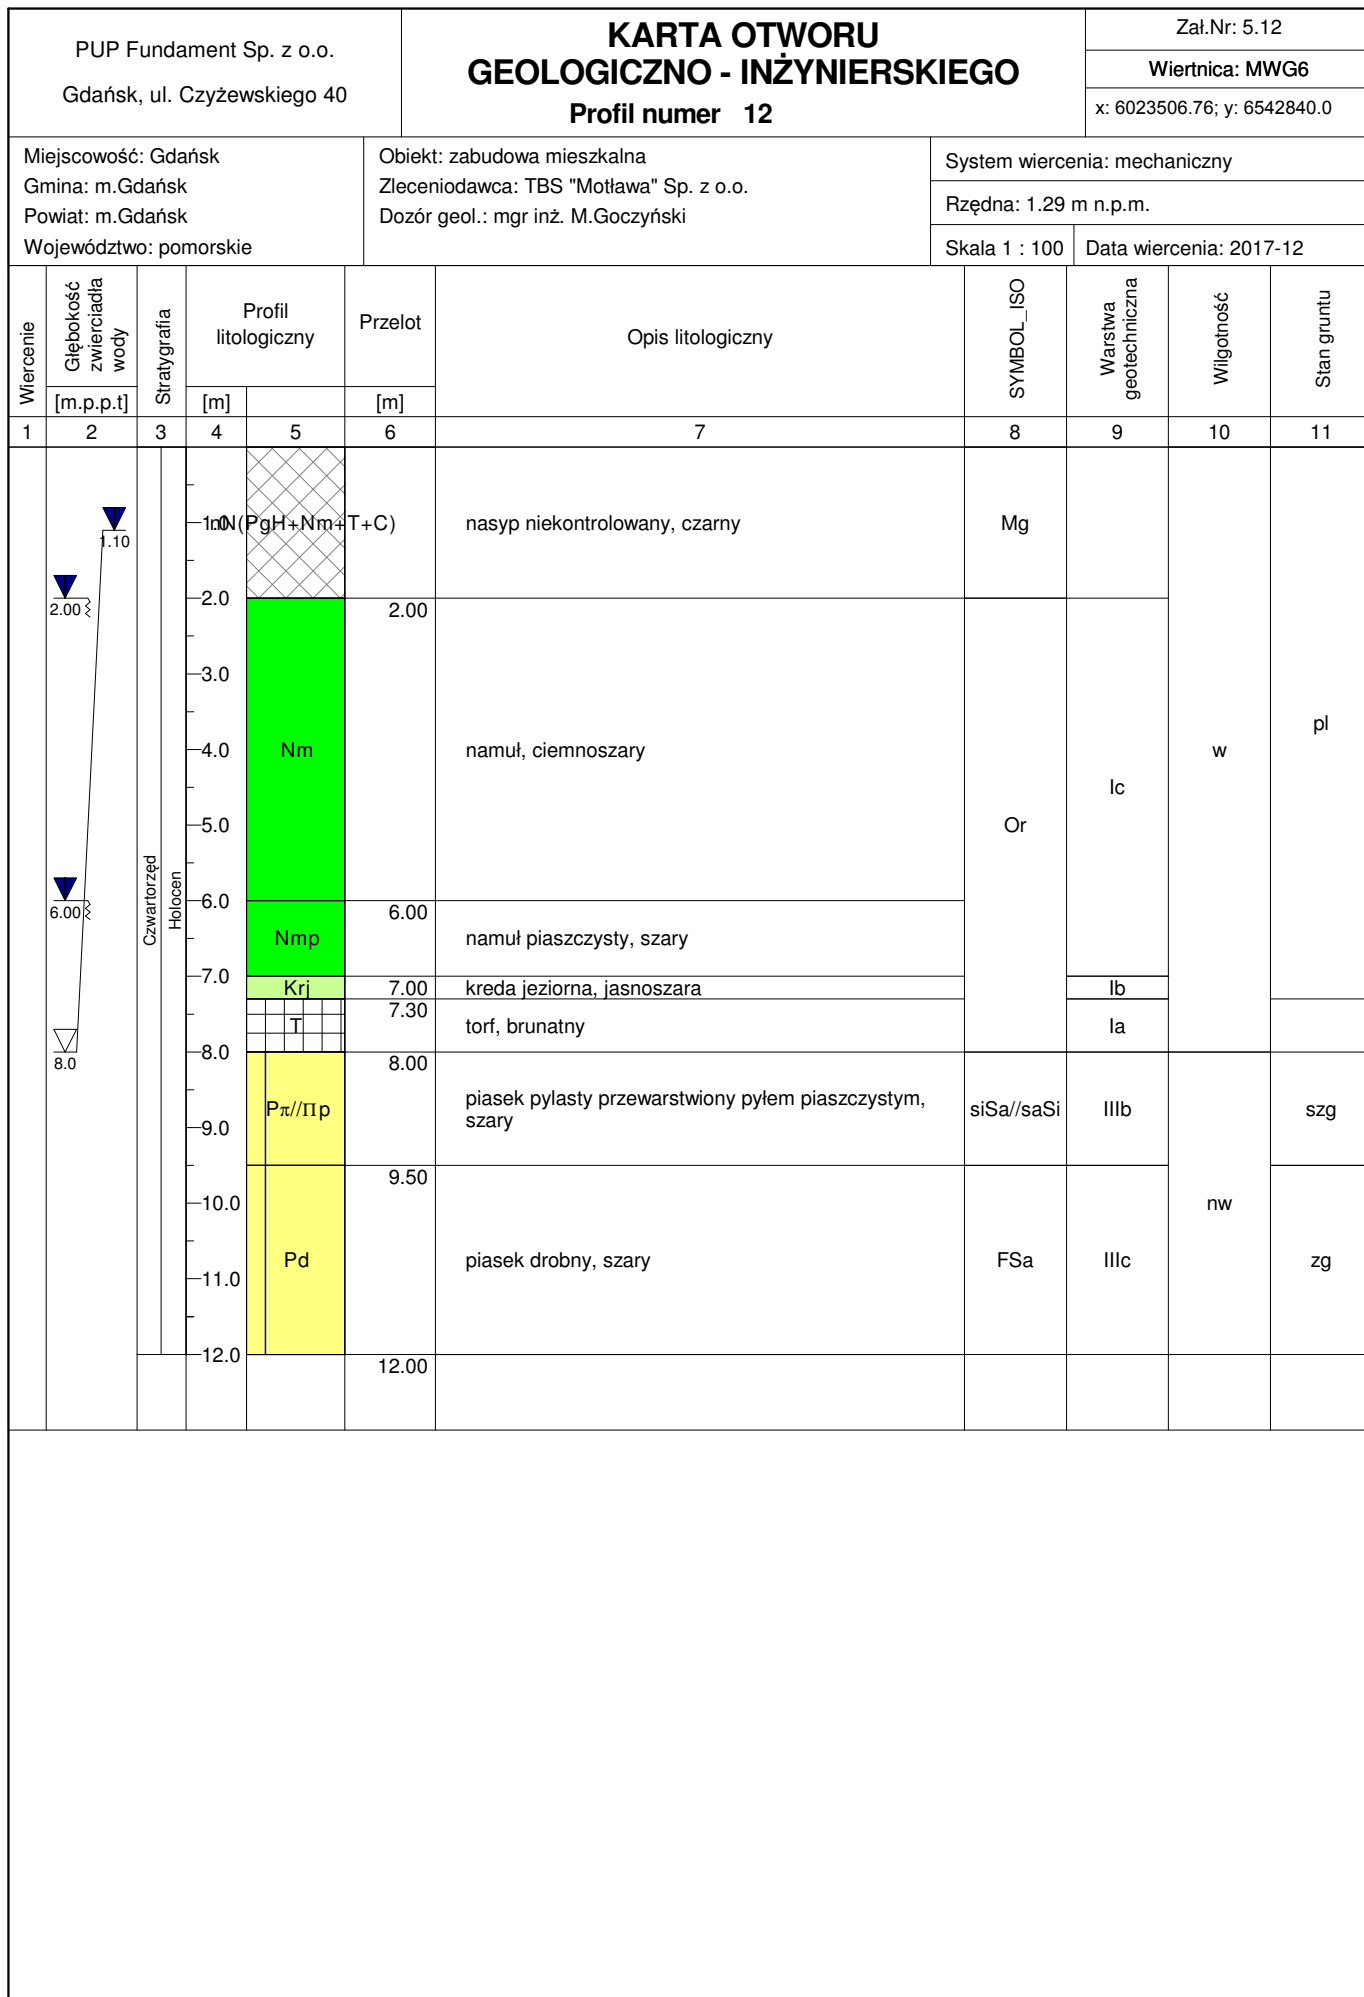 PUP Fundament Sp. z o.o.
Gdańsk, ul. Czyżewskiego 40
KARTA OTWORU
GEOLOGICZNO - INŻYNIERSKIEGO
Profil numer 12
Zał.Nr: 5.12
Wiertnica: MWG6
x: 6023506.76; y: 6542840.0
Miejscowość: Gdańsk
Gmina: m.Gdańsk
Powiat: m.Gdańsk
Województwo: pomorskie
Obiekt: zabudowa mieszkalna
Zleceniodawca: TBS "Motława" Sp. z o.o.
Dozór geol.: mgr inż. M.Goczyński
System wiercenia: mechaniczny
Rzędna: 1.29 m n.p.m.
Skala 1 : 100
Data wiercenia: 2017-12
Wiercenie
Głębokość
zwierciadła
wody
[m.p.p.t]
Stratygrafia
Profil
litologiczny
[m]
Przelot
[m]
Opis litologiczny
SYMBOL_ISO
Warstwa
geotechniczna
Wilgotność
Stan gruntu
1 2 3 4 5 6 7 8 9 10 11
1.0
nN(PgH+Nm+T+C)
nasyp niekontrolowany, czarny
Mg
1.10
2.0
2.00
2.00
3.0
pl
4.0
Nm
namuł, ciemnoszary
w
Ic
5.0
Or
Czwartorzęd
Holocen
6.0
6.00
6.00
Nmp
namuł piaszczysty, szary
7.0
Krj
7.00
kreda jeziorna, jasnoszara
Ib
7.30
T
torf, brunatny
Ia
8.0
8.0
8.00
Pπ//Πp
piasek pylasty przewarstwiony pyłem piaszczystym,
szary
siSa//saSi
IIIb
szg
9.0
9.50
10.0
nw
Pd
piasek drobny, szary
FSa
IIIc
zg
11.0
12.0
12.00